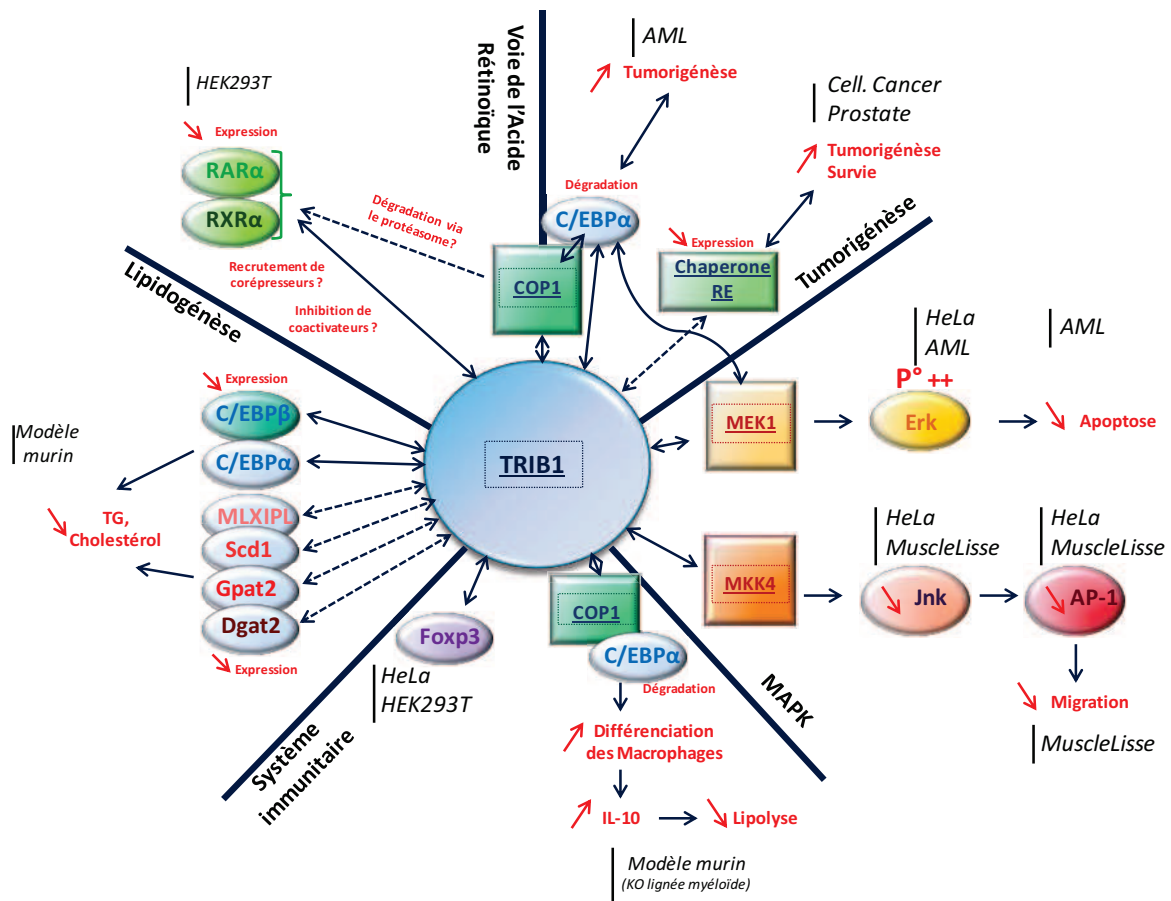 Voie de l'Acide
Rétinoïque
HEK293T
Expression
RARα
RXRα
Dégradation via
le protéasome ?
Recrutement de
corépresseurs ?
Inhibition de
coactivateurs ?
AML
Tumorigénèse
Dégradation
C/EBPα
COP1
Cell. Cancer
Prostate
Tumorigénèse
Survie
Expression
Chaperone
RE
Tumorigénèse
Lipidogénèse
Expression
C/EBPβ
C/EBPα
MLXIPL
Scd1
Gpat2
Dgat2
Expression
Modèle
murin
TG,
Cholestérol
TRIB1
MEK1
HeLa
AML
P° ++
Erk
AML
Apoptose
MKK4
HeLa
MuscleLisse
Jnk
HeLa
MuscleLisse
AP-1
Migration
MuscleLisse
MAPK
COP1
C/EBPα
Dégradation
Différenciation
des Macrophages
IL-10
Lipolyse
Modèle murin
(KO lignée myéloïde)
Foxp3
HeLa
HEK293T
Système
immunitaire